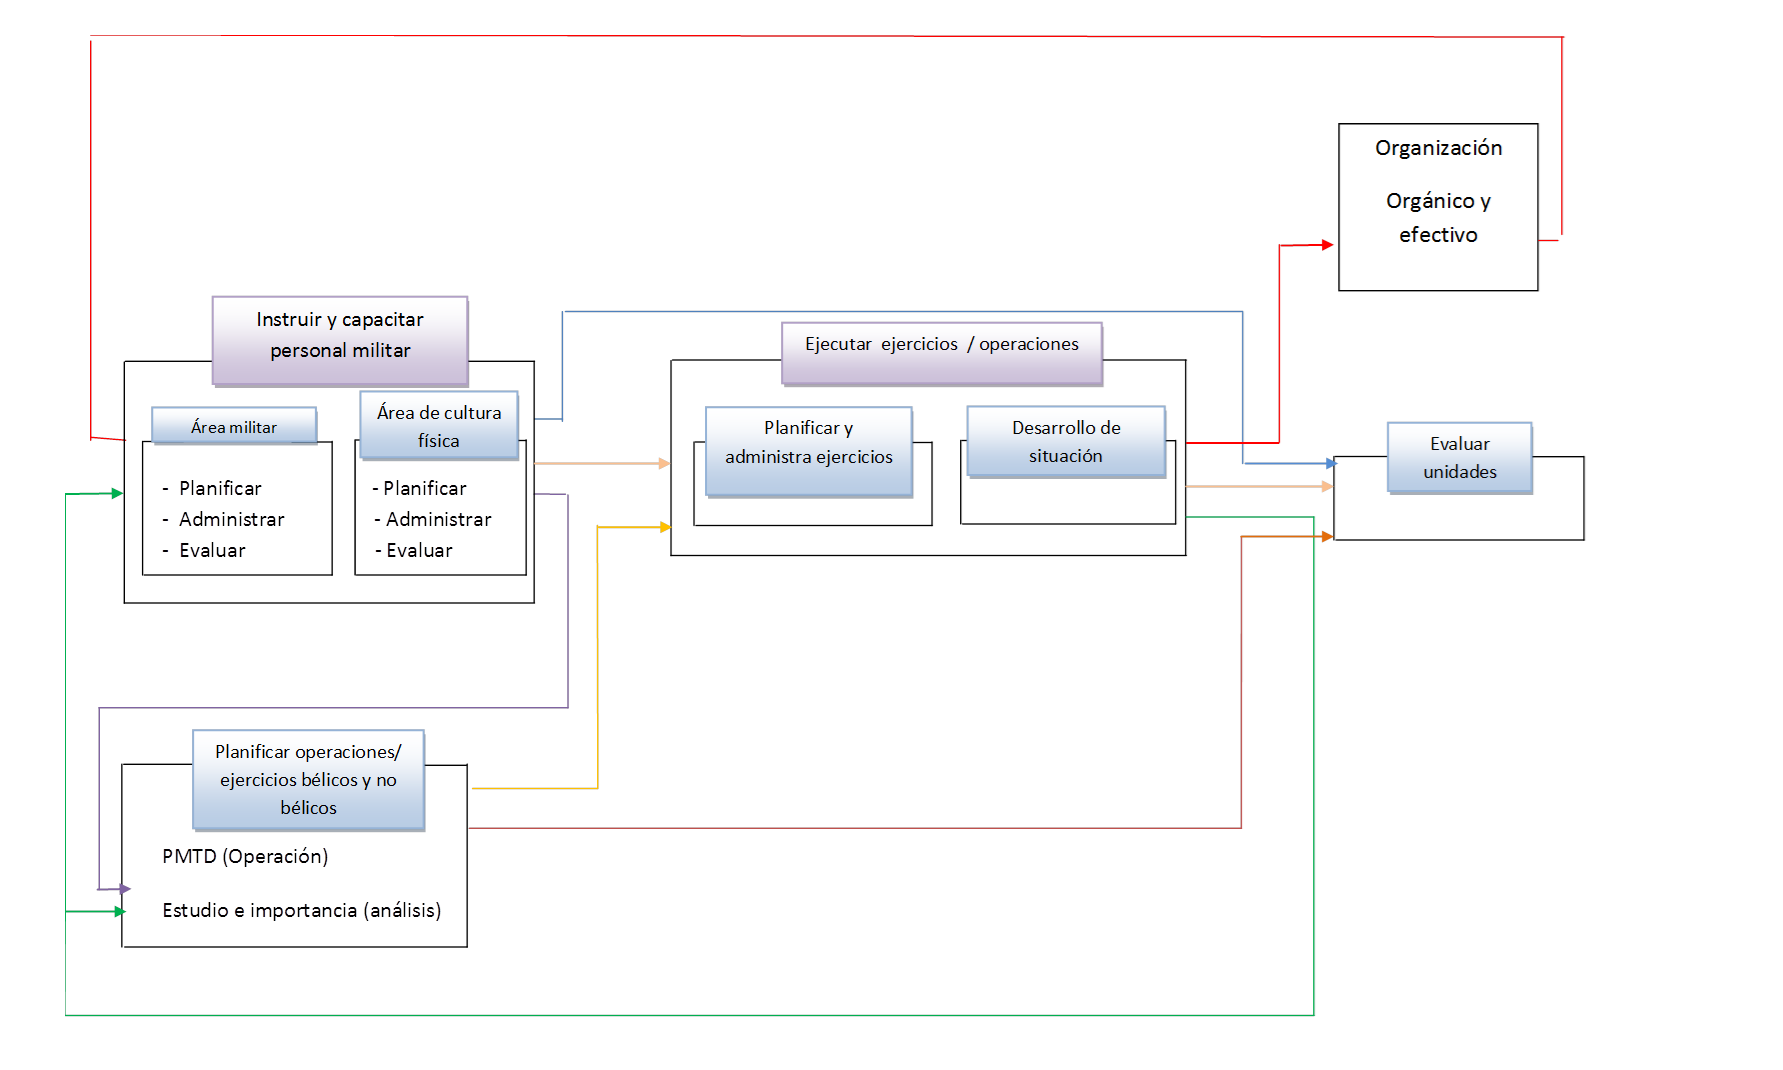 Organización
Orgánico y
efectivo
Instruir y capacitar
personal militar
Área militar
- Planificar
- Administrar
- Evaluar
Área de cultura
física
- Planificar
- Administrar
- Evaluar
Ejecutar ejercicios / operaciones
Planificar y
administra ejercicios
Desarrollo de
situación
Evaluar
unidades
Planificar operaciones/
ejercicios bélicos y no
bélicos
PMTD (Operación)
Estudio e importancia (análisis)